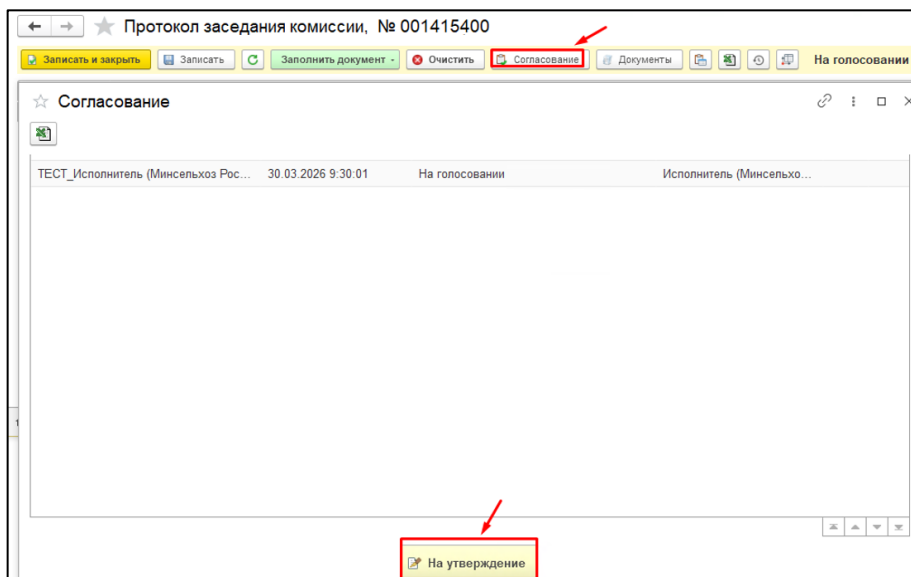 Протокол заседания комиссии, № 001415400
Записать и закрыть Записать Заполнить документ Очистить Согласование Документы На голосовании
Согласование
ТЕСТ_Исполнитель (Минсельхоз Рос... 30.03.2026 9:30:01 На голосовании Исполнитель (Минсельхо...
На утверждение